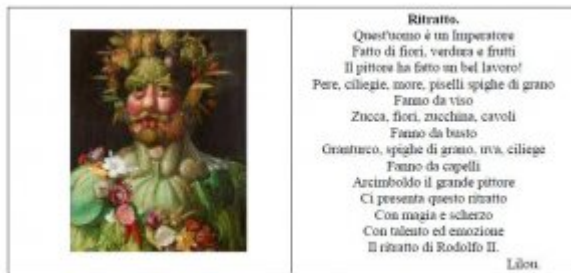 Ritratto.
Quest'uomo è un Imperatore
Fatto di fiori, verdura e frutti
Il pittore ha fatto un bel lavoro!
Pere, ciliegie, more, piselli spighe di grano
Fanno da viso
Zucca, fiori, zucchina, cavoli
Fanno da busto
Granturco, spighe di grano, uva, ciliege
Fanno da capelli
Arcimboldo il grande pittore
Ci presenta questo ritratto
Con magia e scherzo
Con talento ed emozione
Il ritratto di Rodolfo II.
Lilou.